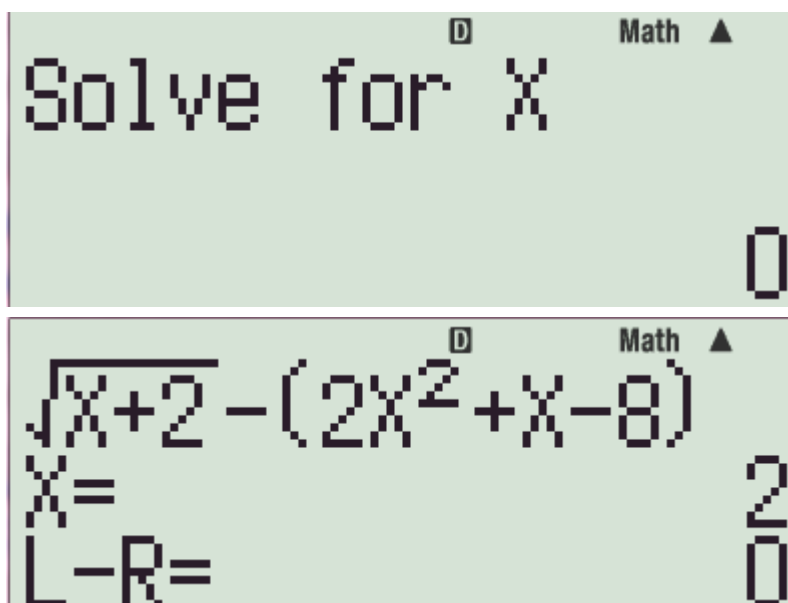 D Math ▲
Solve for X
0
D Math ▲
√X+2-(2X²+X-8)
X= 2
L-R= 0